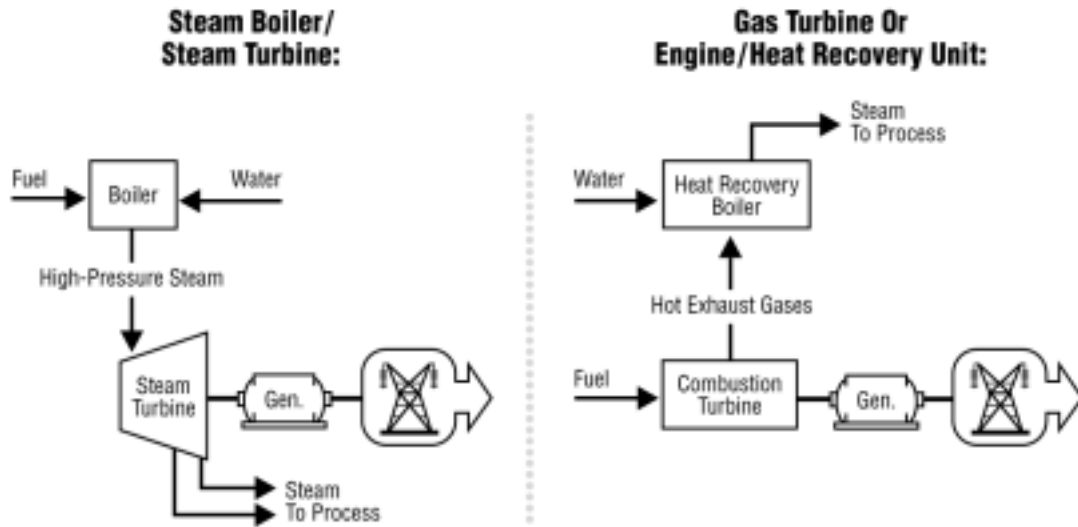 Steam Boiler/
Steam Turbine:
Fuel
Boiler
Water
High-Pressure Steam
Steam
Turbine
Gen.
Steam
To Process
Gas Turbine Or
Engine/Heat Recovery Unit:
Steam
To Process
Water
Heat Recovery
Boiler
Hot Exhaust Gases
Fuel
Combustion
Turbine
Gen.